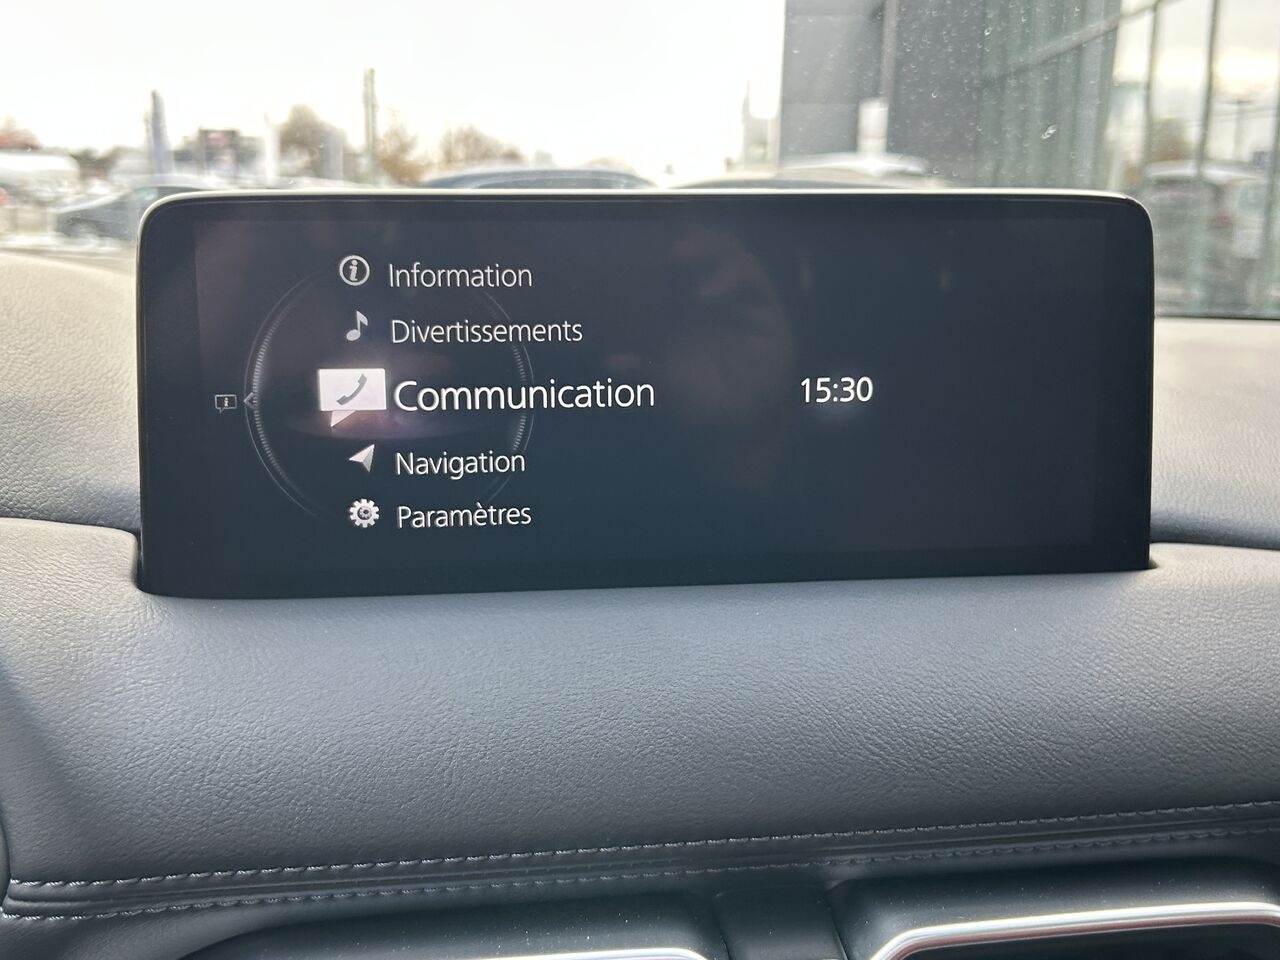 Information
Divertissements
Communication
15:30
Navigation
Paramètres